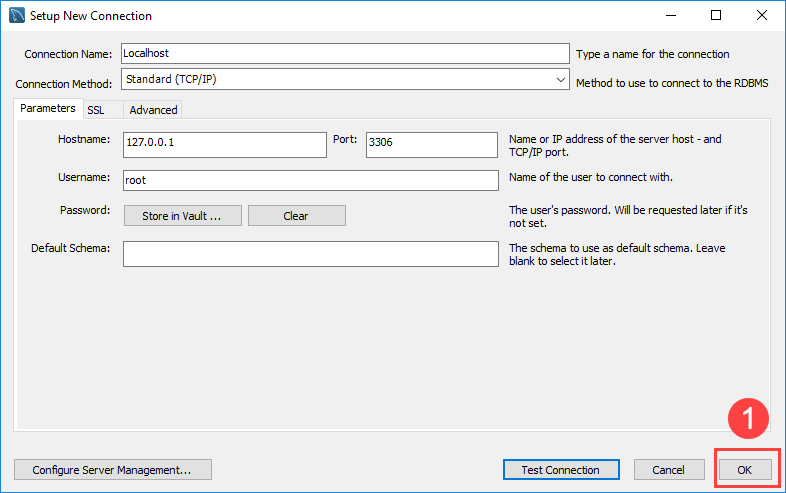 Setup New Connection
Connection Name: Localhost Type a name for the connection
Connection Method: Standard (TCP/IP) Method to use to connect to the RDBMS
Parameters SSL Advanced
Hostname: 127.0.0.1 Port: 3306 Name or IP address of the server host - and
TCP/IP port.
Username: root Name of the user to connect with.
Password: Store in Vault ... Clear The user's password. Will be requested later if it's
not set.
Default Schema: The schema to use as default schema. Leave
blank to select it later.
1
Configure Server Management... Test Connection Cancel OK